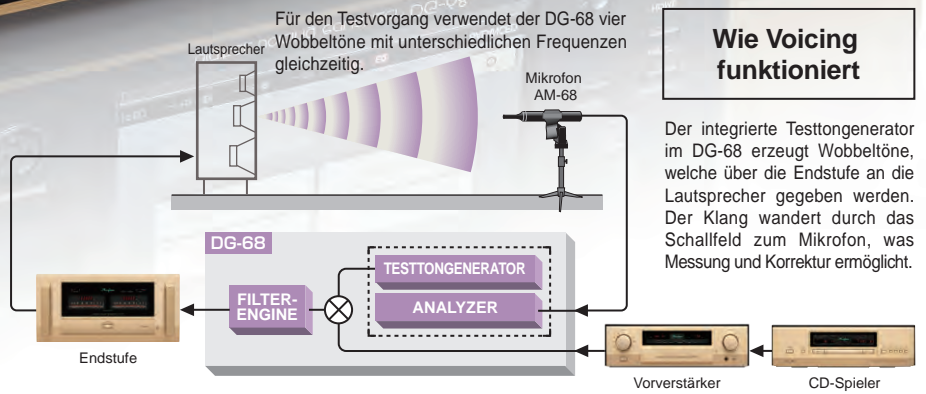 Für den Testvorgang verwendet der DG-68 vier
Wobbeltöne mit unterschiedlichen Frequenzen
gleichzeitig.
Lautsprecher
Mikrofon
AM-68
Wie Voicing
funktioniert
Der integrierte Testtongenerator
im DG-68 erzeugt Wobbeltöne,
welche über die Endstufe an die
Lautsprecher gegeben werden.
Der Klang wandert durch das
Schallfeld zum Mikrofon, was
Messung und Korrektur ermöglicht.
DG-68
TESTTONGENERATOR
ANALYZER
FILTER-
ENGINE
Endstufe
Vorverstärker
CD-Spieler